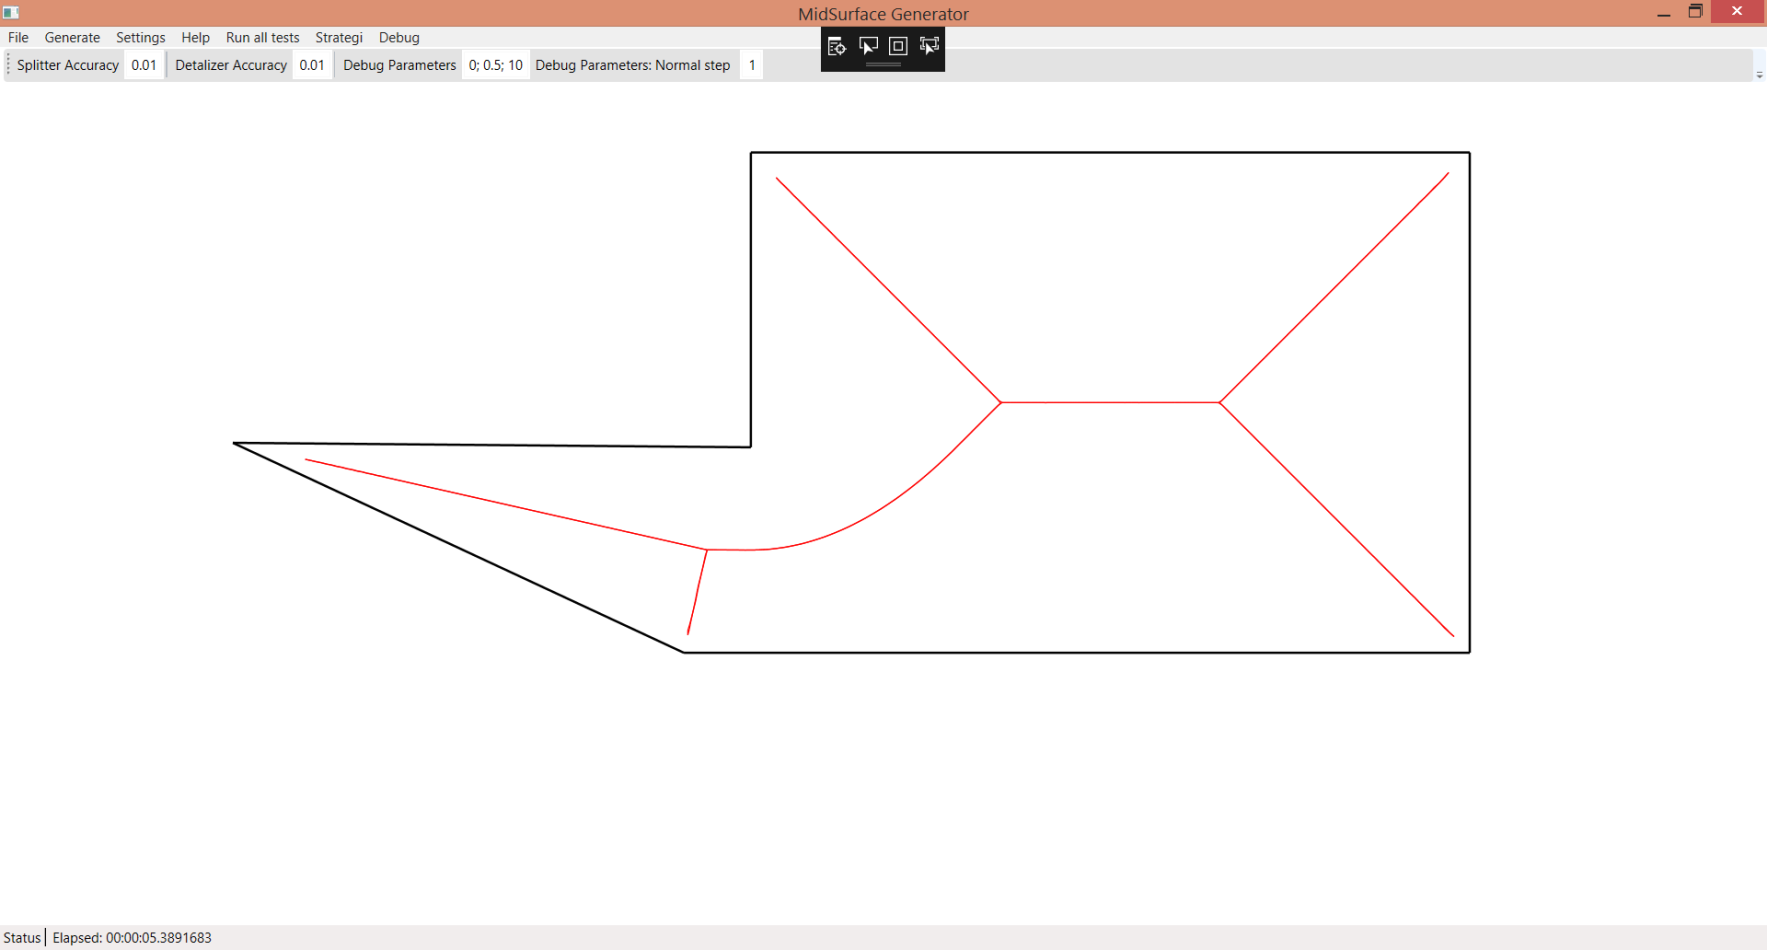 MidSurface Generator
File Generate Settings Help Run all tests Strategi Debug
Splitter Accuracy 0.01 Detalizer Accuracy 0.01 Debug Parameters 0; 0.5; 10 Debug Parameters: Normal step 1
Status Elapsed: 00:00:05.3891683